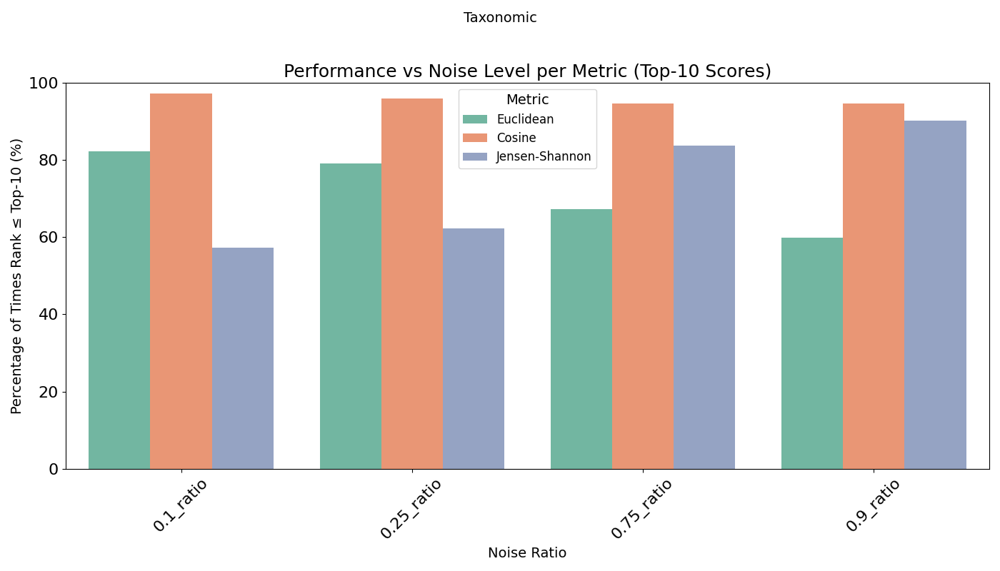 Taxonomic
Performance vs Noise Level per Metric (Top-10 Scores)
Percentage of Times Rank ≤ Top-10 (%)
100
80
60
40
20
0
Metric
Euclidean
Cosine
Jensen-Shannon
0.1_ratio
0.25_ratio
0.75_ratio
0.9_ratio
Noise Ratio